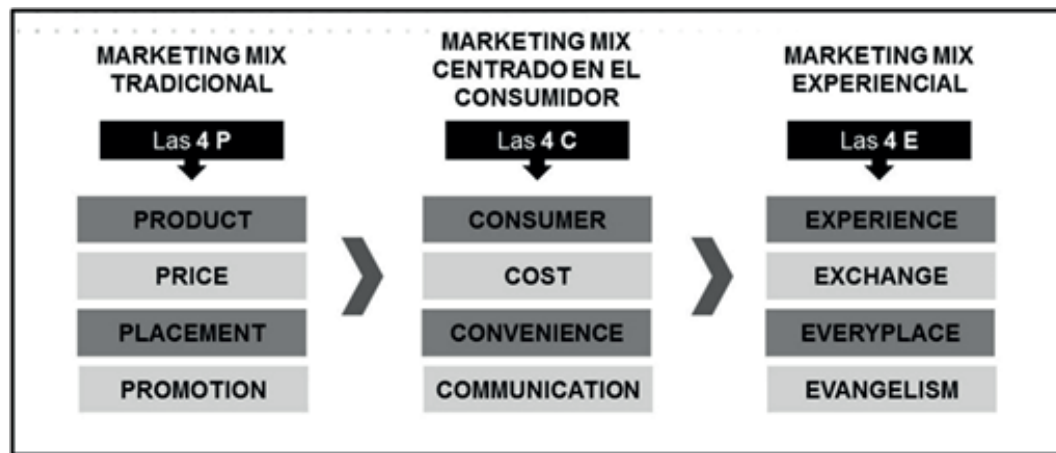 MARKETING MIX
TRADICIONAL
Las 4 P
PRODUCT
PRICE
PLACEMENT
PROMOTION
MARKETING MIX
CENTRADO EN EL
CONSUMIDOR
Las 4 C
CONSUMER
COST
CONVENIENCE
COMMUNICATION
MARKETING MIX
EXPERIENCIAL
Las 4 E
EXPERIENCE
EXCHANGE
EVERYPLACE
EVANGELISM